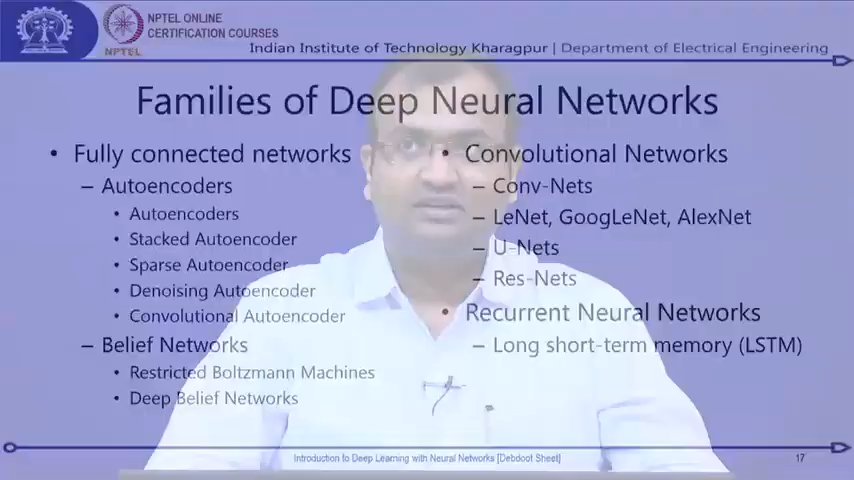 NPTEL ONLINE
CERTIFICATION COURSES
NPTEL
Indian Institute of Technology Kharagpur | Department of Electrical Engineering
Families of Deep Neural Networks
• Fully connected networks
– Autoencoders
• Autoencoders
• Stacked Autoencoder
• Sparse Autoencoder
• Denoising Autoencoder
• Convolutional Autoencoder
– Belief Networks
• Restricted Boltzmann Machines
• Deep Belief Networks
• Convolutional Networks
– Conv-Nets
– LeNet, GoogLeNet, AlexNet
– U-Nets
– Res-Nets
• Recurrent Neural Networks
– Long short-term memory (LSTM)
Introduction to Deep Learning with Neural Networks [Debdoot Sheet]
17